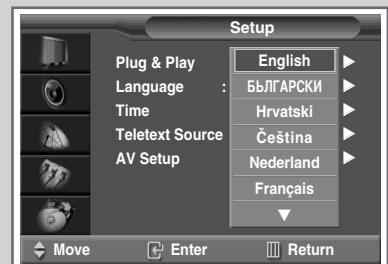 Setup
Plug & Play
Language :
Time
Teletext Source
AV Setup
English
БЪЛГАРСКИ
Hrvatski
Čeština
Nederland
Français
Move Enter Return